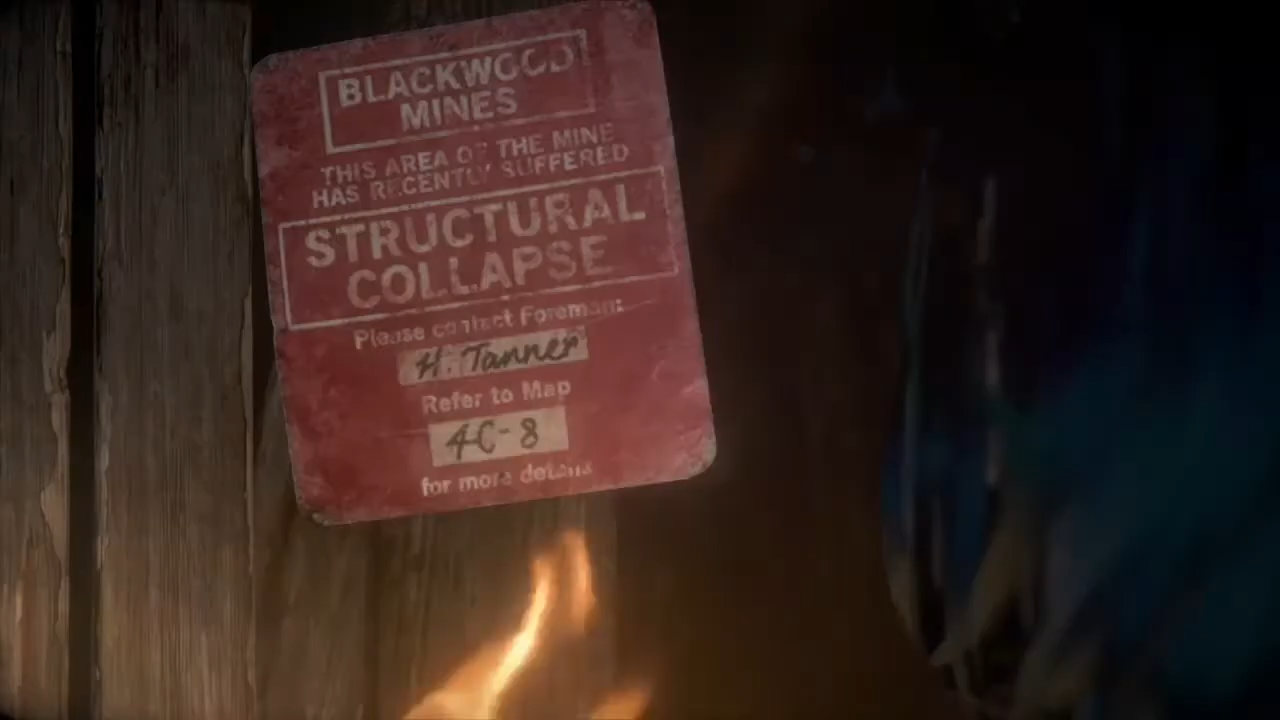 BLACKWOOD
MINES
THIS AREA OF THE MINE
HAS RECENTLY SUFFERED
STRUCTURAL
COLLAPSE
Please contact Foreman:
H. Tanner
Refer to Map
4C-8
for more details